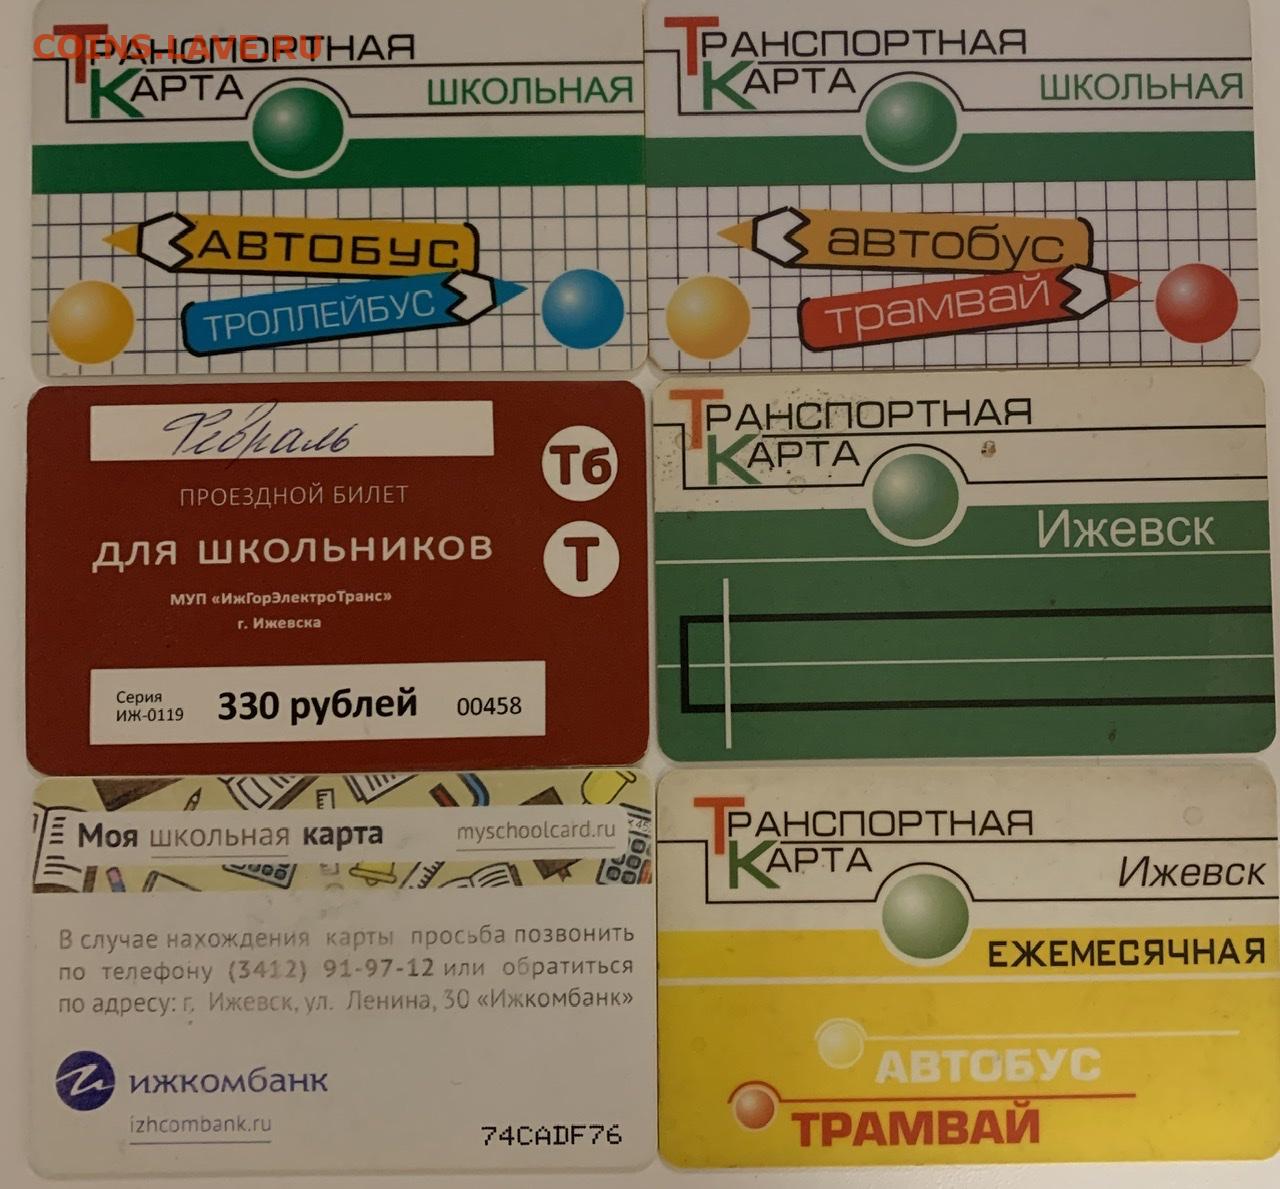 COINS.LAVE.RU
ТРАНСПОРТНАЯ
КАРТА
ШКОЛЬНАЯ
АВТОБУС
ТРОЛЛЕЙБУС
ТРАНСПОРТНАЯ
КАРТА
ШКОЛЬНАЯ
автобус
трамвай
Февраль
ПРОЕЗДНОЙ БИЛЕТ
ДЛЯ ШКОЛЬНИКОВ
МУП «ИжГорЭлектроТранс»
г. Ижевска
Тб
Т
Серия
ИЖ-0119
330 рублей
00458
ТРАНСПОРТНАЯ
КАРТА
Ижевск
Моя школьная карта
myschoolcard.ru
В случае нахождения карты просьба позвонить
по телефону (3412) 91-97-12 или обратиться
по адресу: г. Ижевск, ул. Ленина, 30 «Ижкомбанк»
ижкомбанк
izhcombank.ru
74CADF76
ТРАНСПОРТНАЯ
КАРТА
Ижевск
ЕЖЕМЕСЯЧНАЯ
АВТОБУС
ТРАМВАЙ